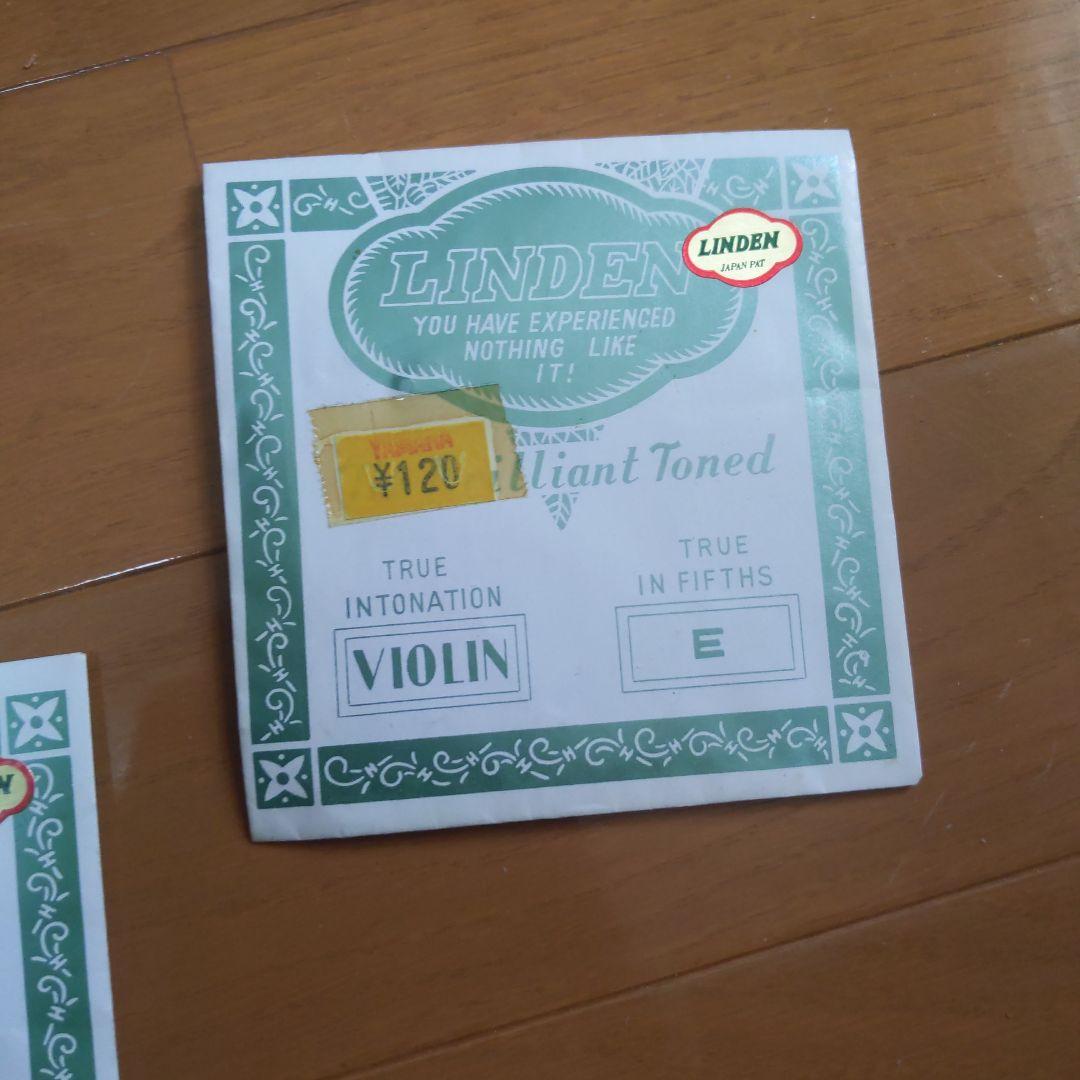 LINDEN
LINDEN
JAPAN PAT
YOU HAVE EXPERIENCED
NOTHING LIKE
IT!
YAMAHA
¥120
Toned
TRUE
INTONATION
VIOLIN
TRUE
IN FIFTHS
E